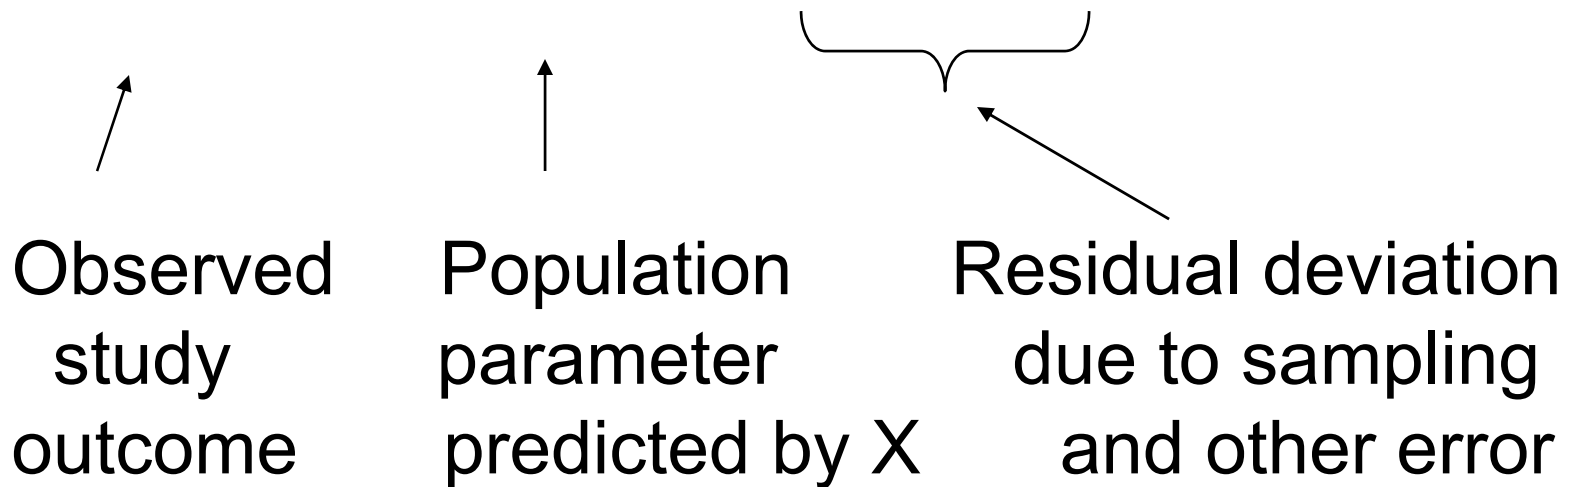 Observed
study
outcome
Population
parameter
predicted by X
Residual deviation
due to sampling
and other error